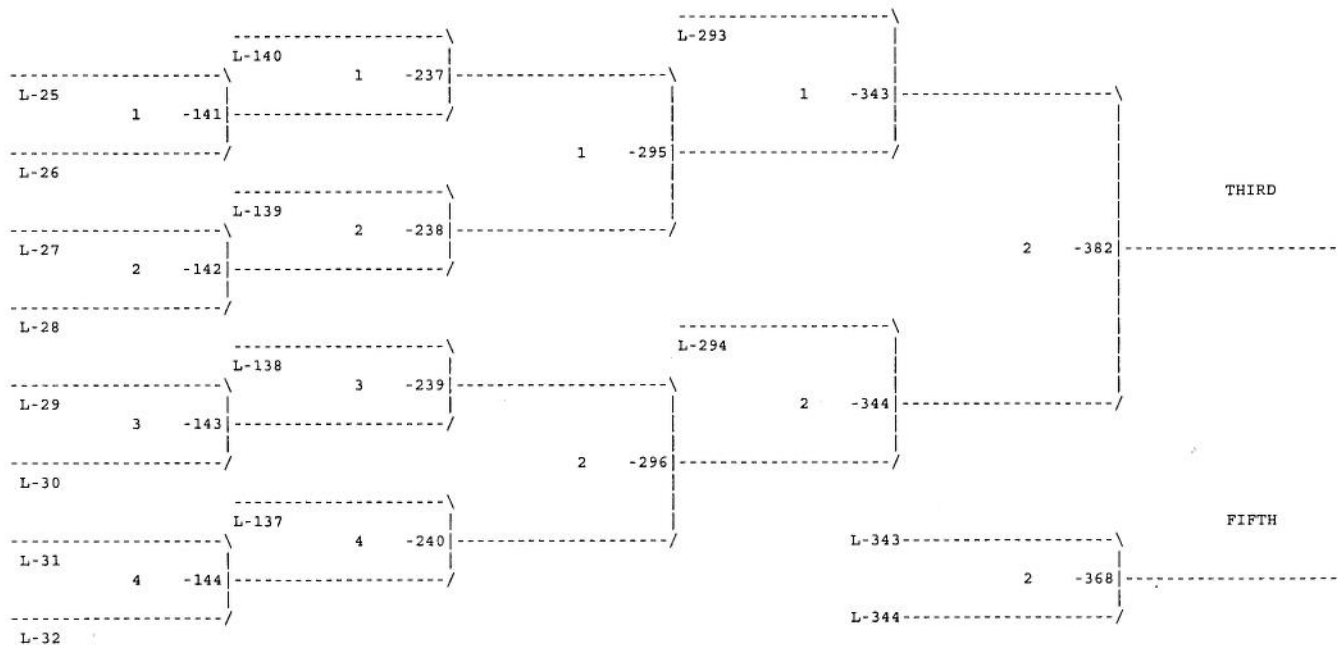 L-293
L-140
1 -237
L-25
1 -343
1 -141
1 -295
L-26
THIRD
L-139
2 -238
L-27
2 -382
2 -142
L-28
L-294
L-138
3 -239
L-29
2 -344
3 -143
2 -296
L-30
L-137
FIFTH
4 -240
L-343
L-31
4 -144
2 -368
L-344
L-32